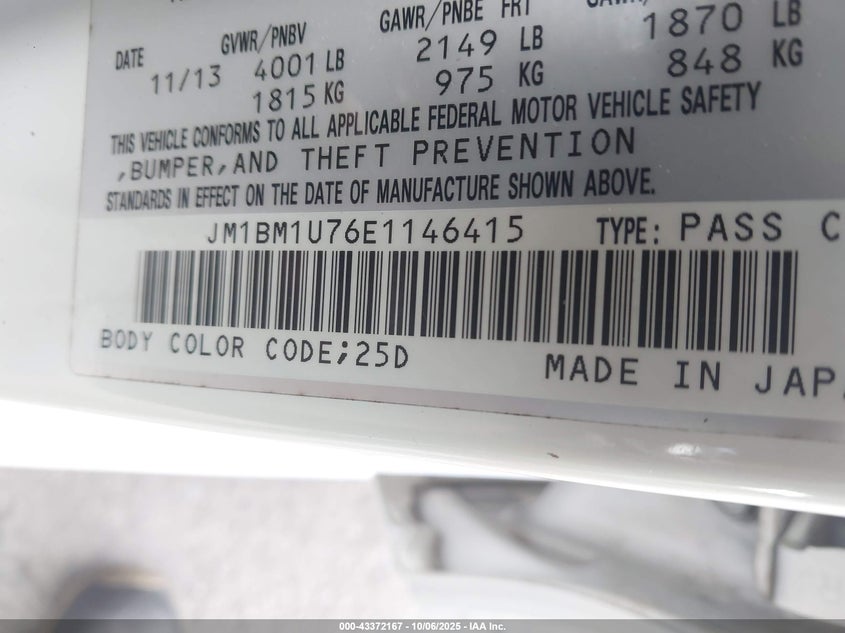 DATE GVWR/PNBV GAWR/PNBE FRT
11/13 4001 LB 2149 LB 1870 LB
1815 KG 975 KG 848 KG
THIS VEHICLE CONFORMS TO ALL APPLICABLE FEDERAL MOTOR VEHICLE SAFETY
,BUMPER,AND THEFT PREVENTION
STANDARDS IN EFFECT ON THE DATE OF MANUFACTURE SHOWN ABOVE.
JM1BM1U76E1146415 TYPE: PASS C
BODY COLOR CODE;25D
MADE IN JAP
000-43372167 - 10/06/2025 - IAA Inc.